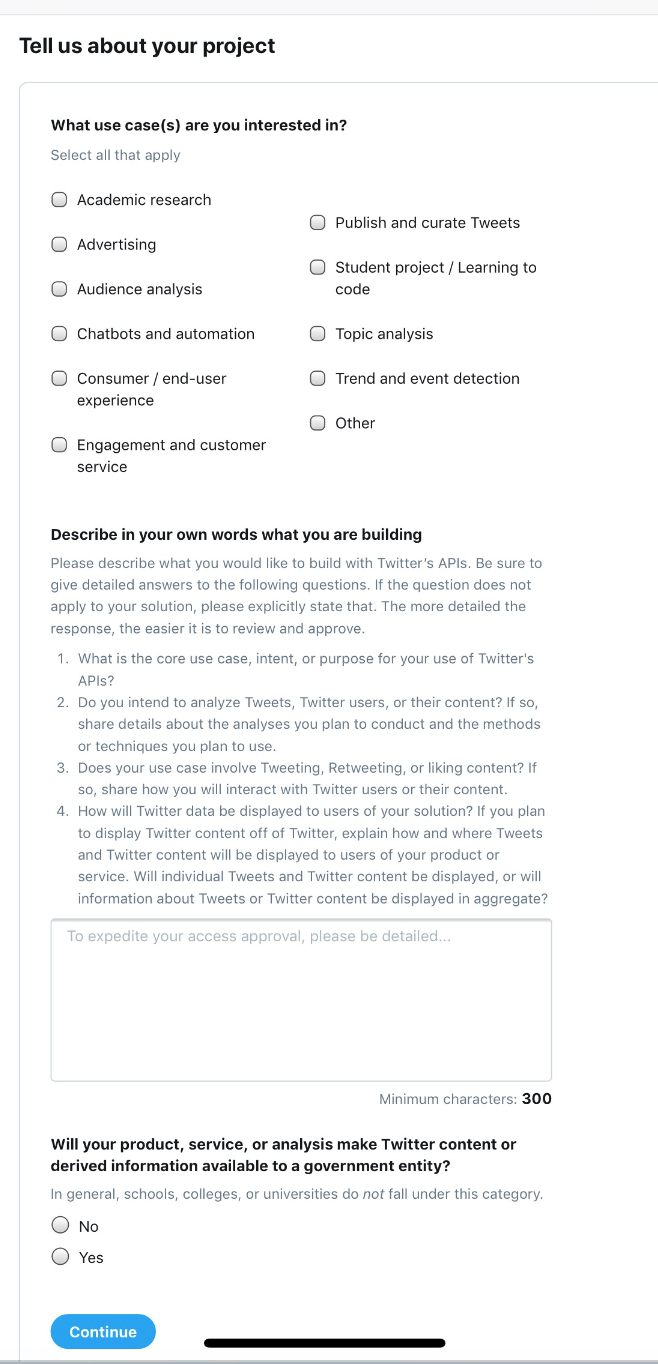 Tell us about your project
What use case(s) are you interested in?
Select all that apply
Academic research
Advertising
Audience analysis
Chatbots and automation
Consumer / end-user
experience
Engagement and customer
service
Publish and curate Tweets
Student project / Learning to
code
Topic analysis
Trend and event detection
Other
Describe in your own words what you are building
Please describe what you would like to build with Twitter's APIs. Be sure to
give detailed answers to the following questions. If the question does not
apply to your solution, please explicitly state that. The more detailed the
response, the easier it is to review and approve.
1. What is the core use case, intent, or purpose for your use of Twitter's
APIs?
2. Do you intend to analyze Tweets, Twitter users, or their content? If so,
share details about the analyses you plan to conduct and the methods
or techniques you plan to use.
3. Does your use case involve Tweeting, Retweeting, or liking content? If
so, share how you will interact with Twitter users or their content.
4. How will Twitter data be displayed to users of your solution? If you plan
to display Twitter content off of Twitter, explain how and where Tweets
and Twitter content will be displayed to users of your product or
service. Will individual Tweets and Twitter content be displayed, or will
information about Tweets or Twitter content be displayed in aggregate?
To expedite your access approval, please be detailed...
Minimum characters: 300
Will your product, service, or analysis make Twitter content or
derived information available to a government entity?
In general, schools, colleges, or universities do not fall under this category.
No
Yes
Continue